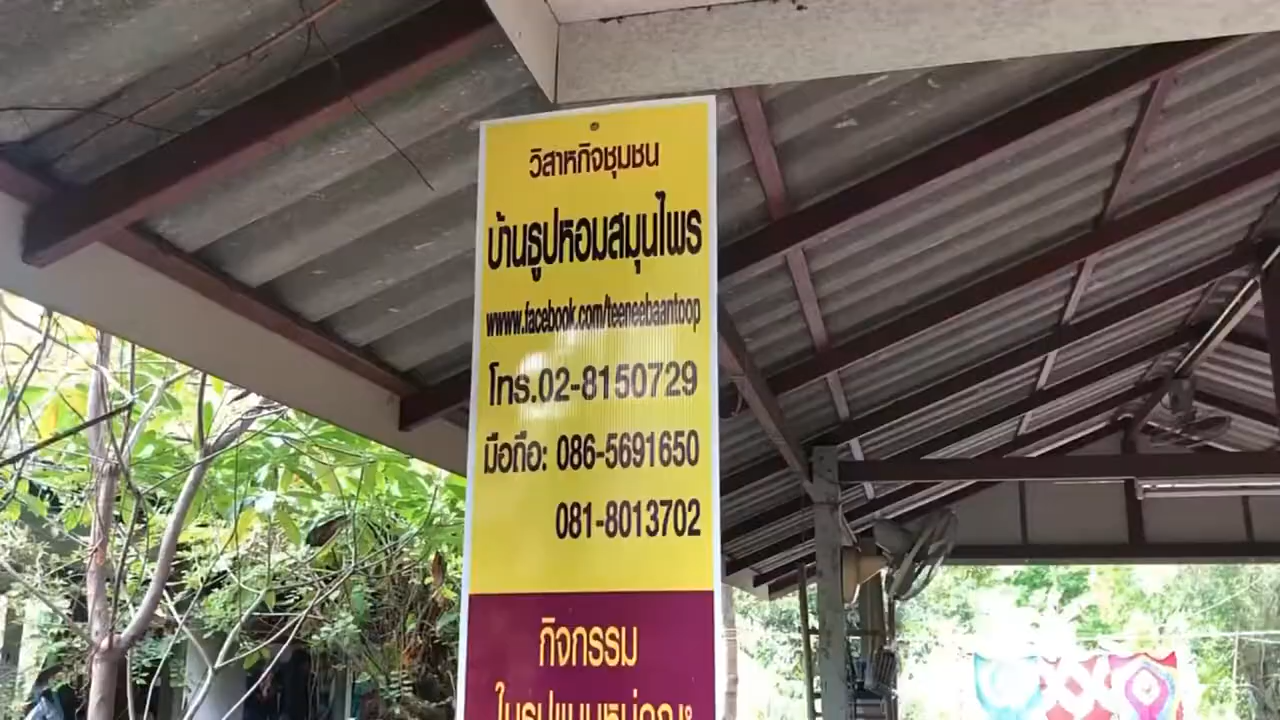 วิสาหกิจชุมชน
บ้านธูปหอมสมุนไพร
www.facebook.com/teeneebaantoop
โทร.02-8150729
มือถือ: 086-5691650
081-8013702
กิจกรรม